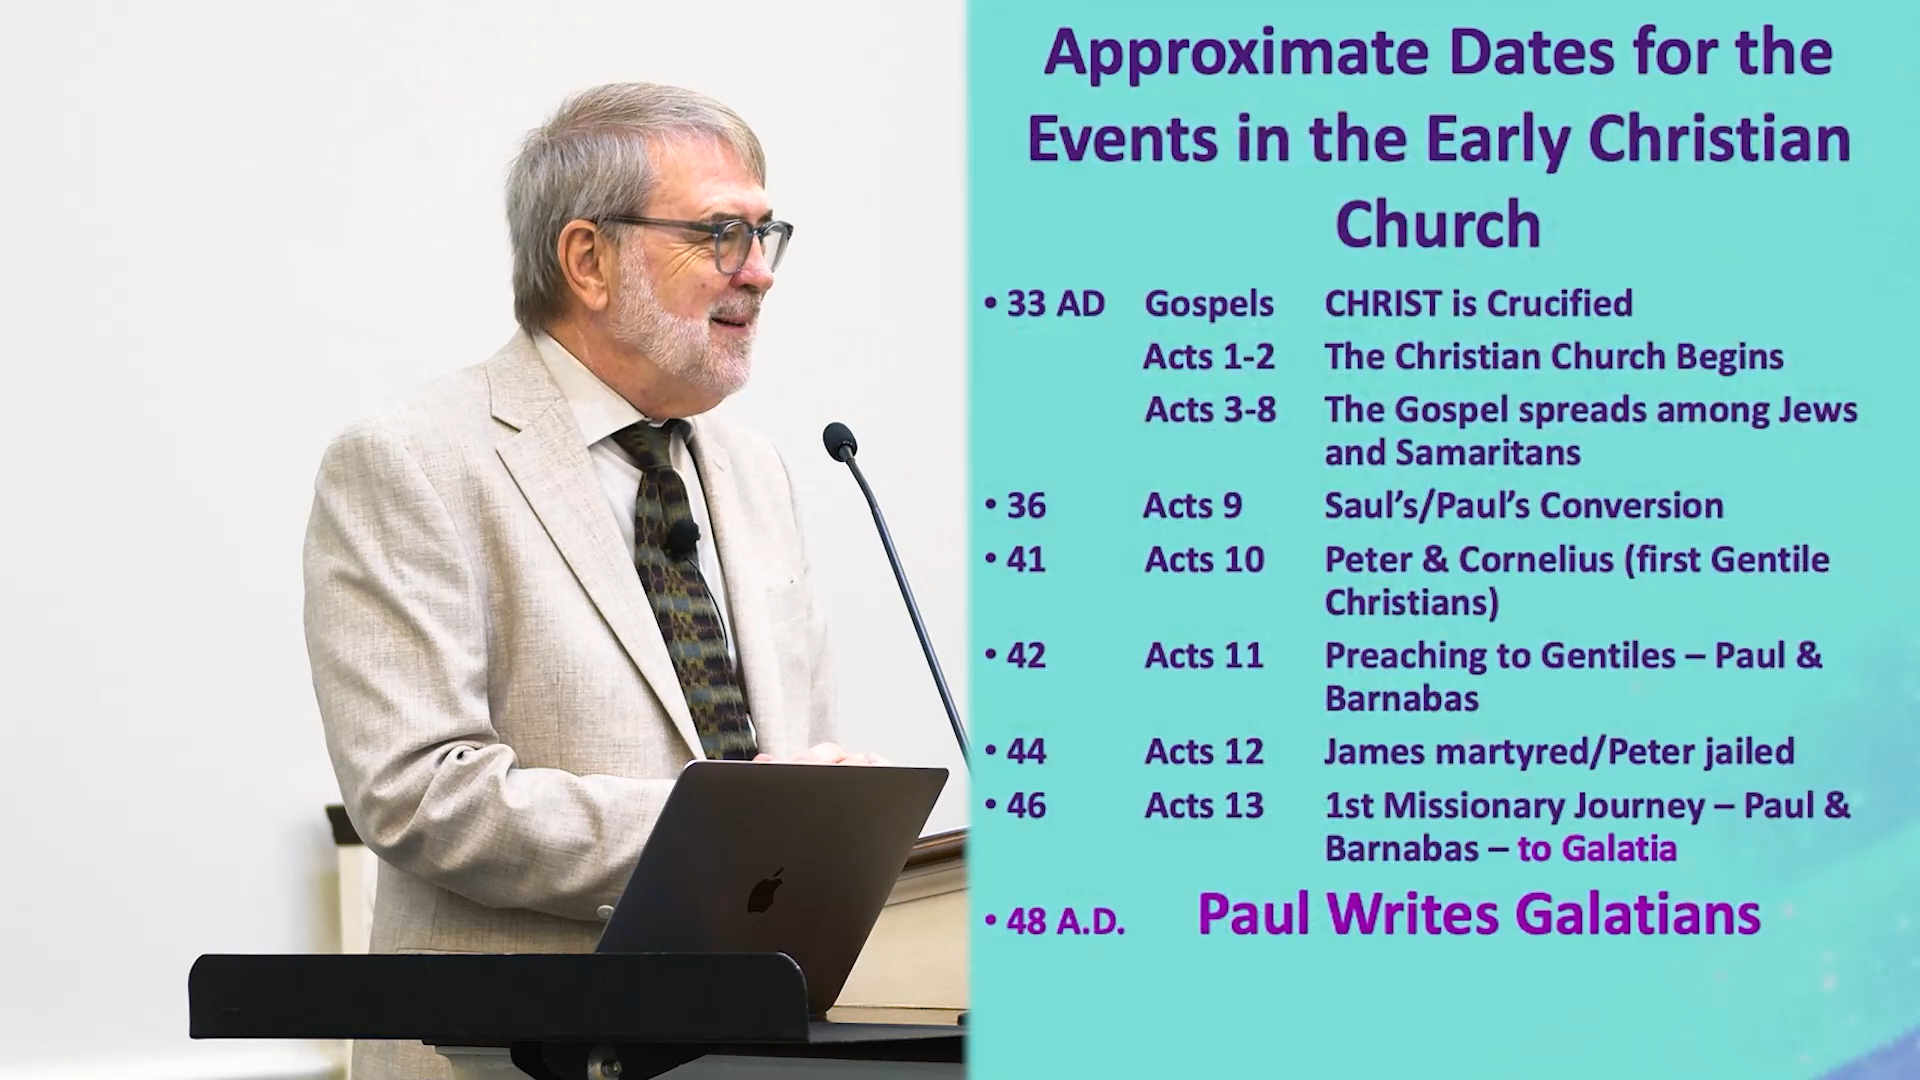 Approximate Dates for the
Events in the Early Christian
Church
• 33 AD Gospels CHRIST is Crucified
Acts 1-2 The Christian Church Begins
Acts 3-8 The Gospel spreads among Jews
and Samaritans
• 36 Acts 9 Saul’s/Paul’s Conversion
• 41 Acts 10 Peter & Cornelius (first Gentile
Christians)
• 42 Acts 11 Preaching to Gentiles – Paul &
Barnabas
• 44 Acts 12 James martyred/Peter jailed
• 46 Acts 13 1st Missionary Journey – Paul &
Barnabas – to Galatia
• 48 A.D. Paul Writes Galatians